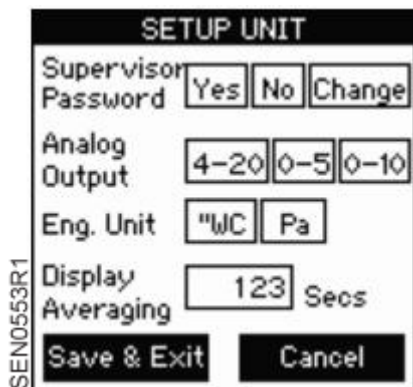 SETUP UNIT
Supervisor
Password Yes No Change
Analog
Output 4-20 0-5 0-10
Eng. Unit "WC Pa
Display
Averaging 123 Secs
Save & Exit Cancel
SEN0553R1